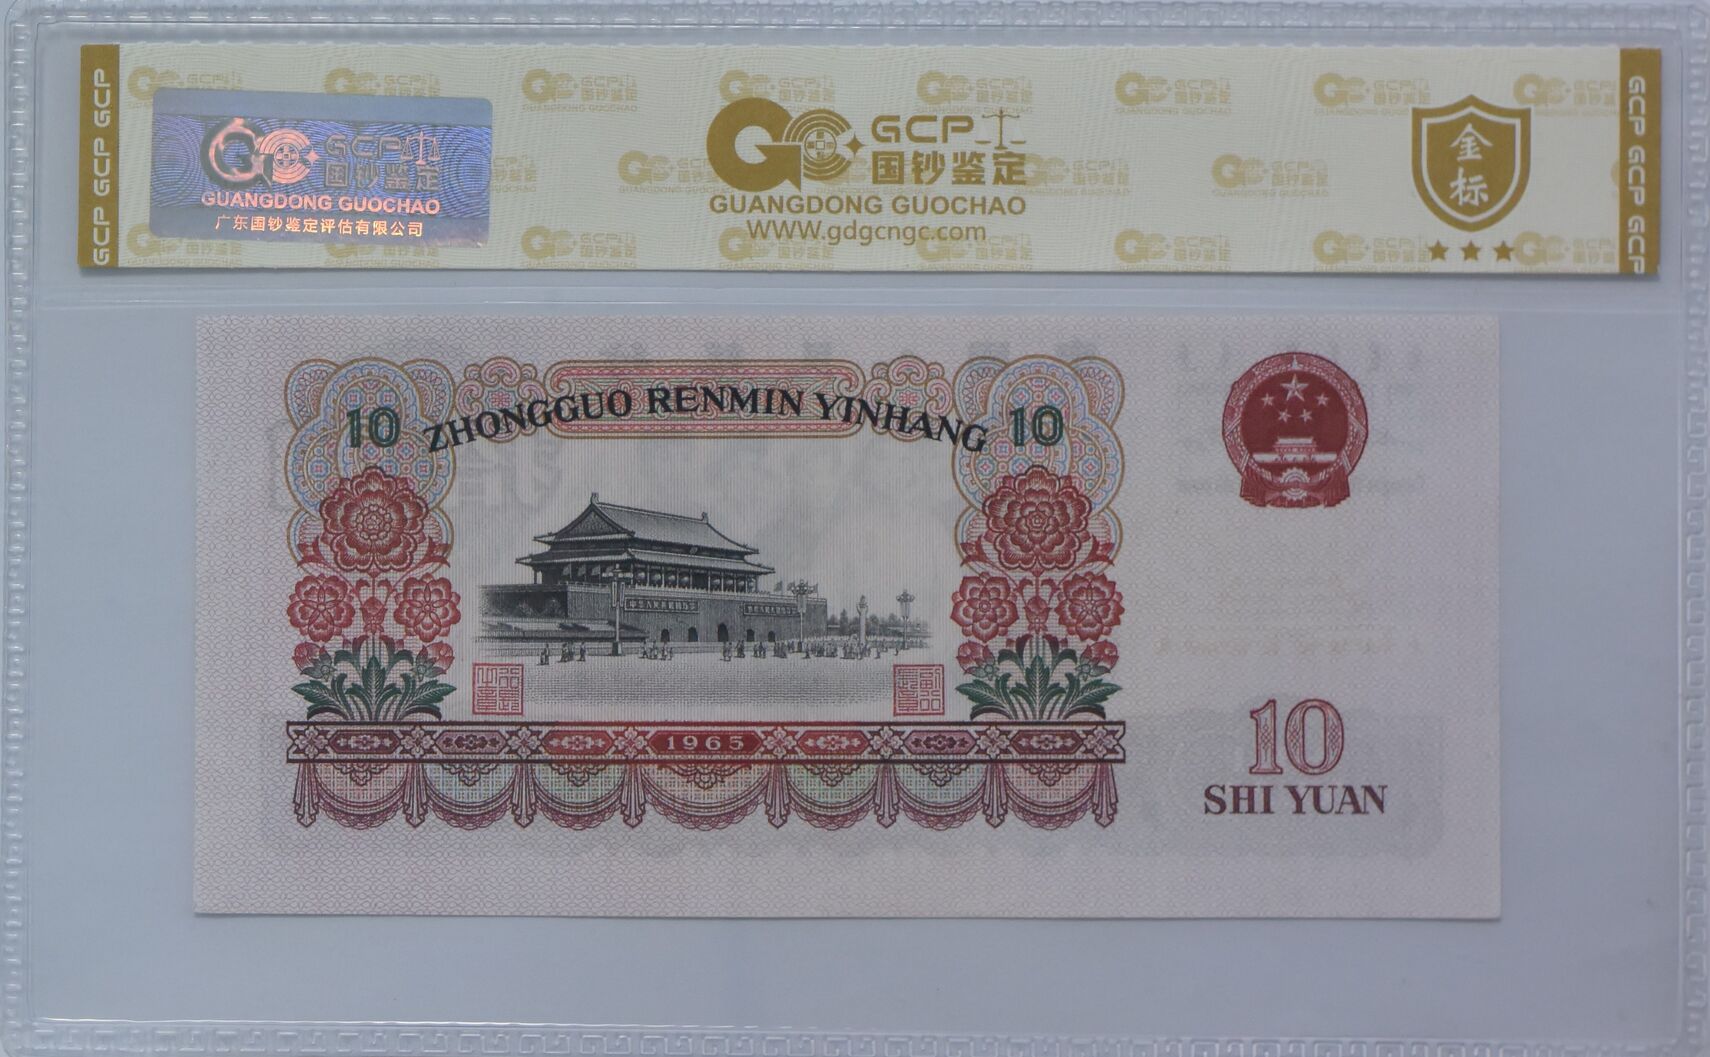 GCP GCP GCP
GCP
国钞鉴定
GUANGDONG GUOCHAO
广东国钞鉴定评估有限公司
GCP
国钞鉴定
GUANGDONG GUOCHAO
WWW.gdgcngc.com
金
标
GCP GCP GCP
10 ZHONGGUO RENMIN YINHANG 10
1965
10
SHI YUAN